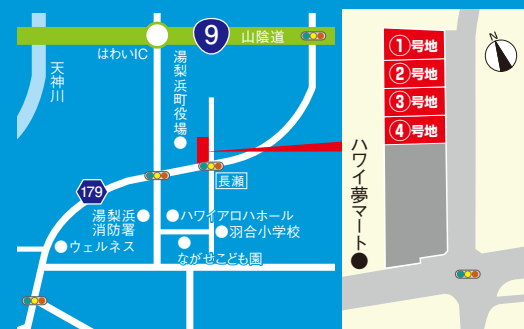 9
山陰道
はわいIC
天神川
湯梨浜町役場
長瀬
179
湯梨浜
消防署
ハワイアロハホール
羽合小学校
ウェルネス
ながせこども園
N
①号地
②号地
③号地
④号地
ハワイ夢マート